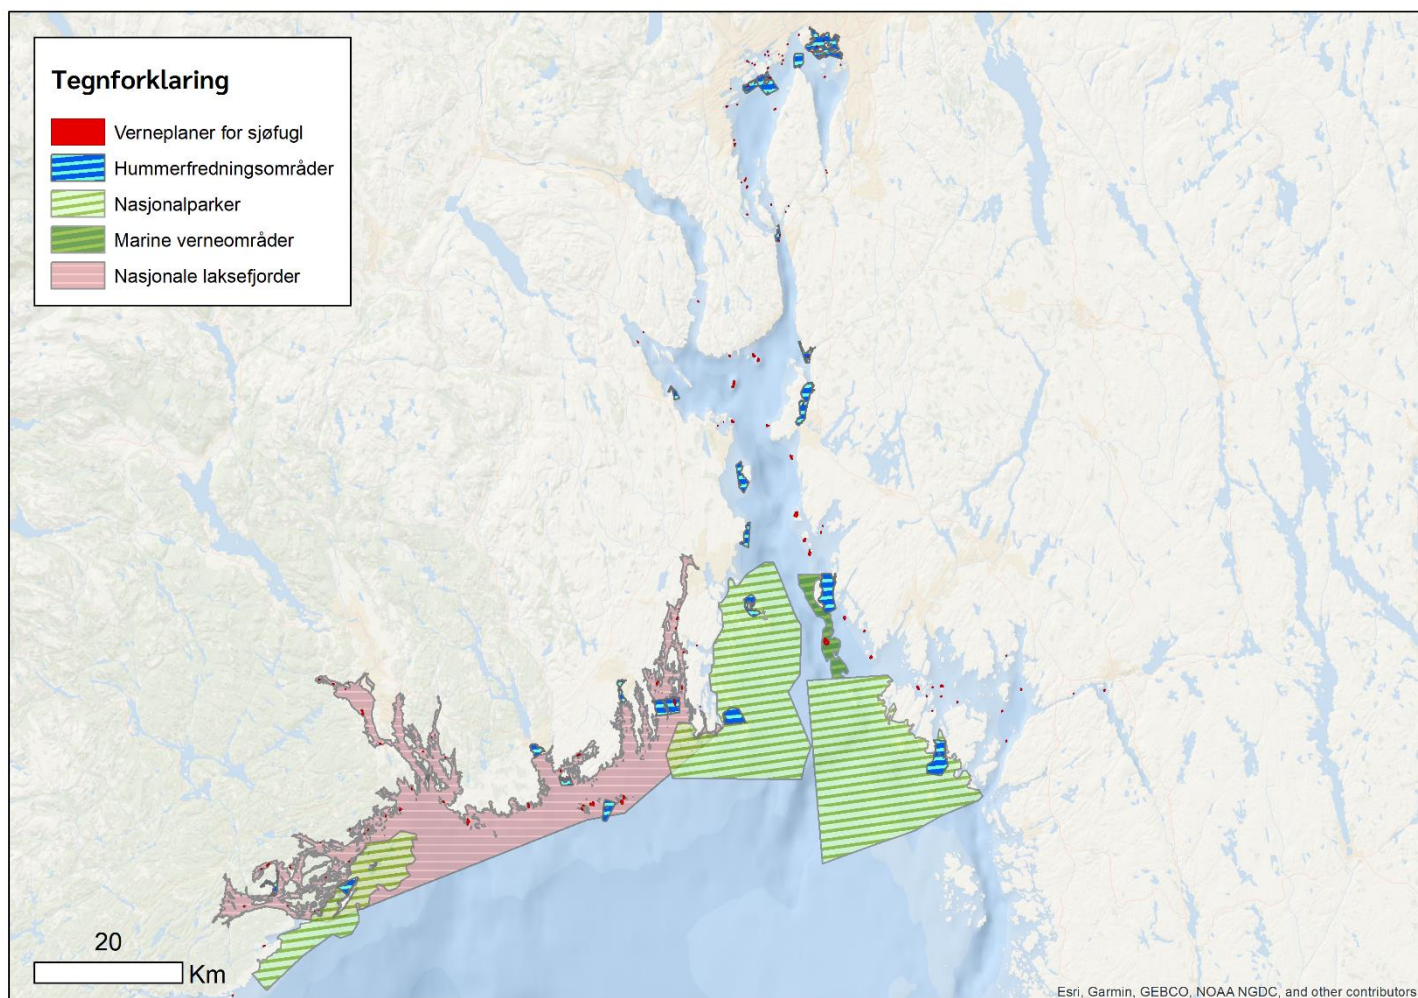 Tegnforklaring
Verneplaner for sjøfugl
Hummerfredningsområder
Nasjonalparker
Marine verneområder
Nasjonale laksefjorder
20
Km
Esri, Garmin, GEBCO, NOAA NGDC, and other contributors